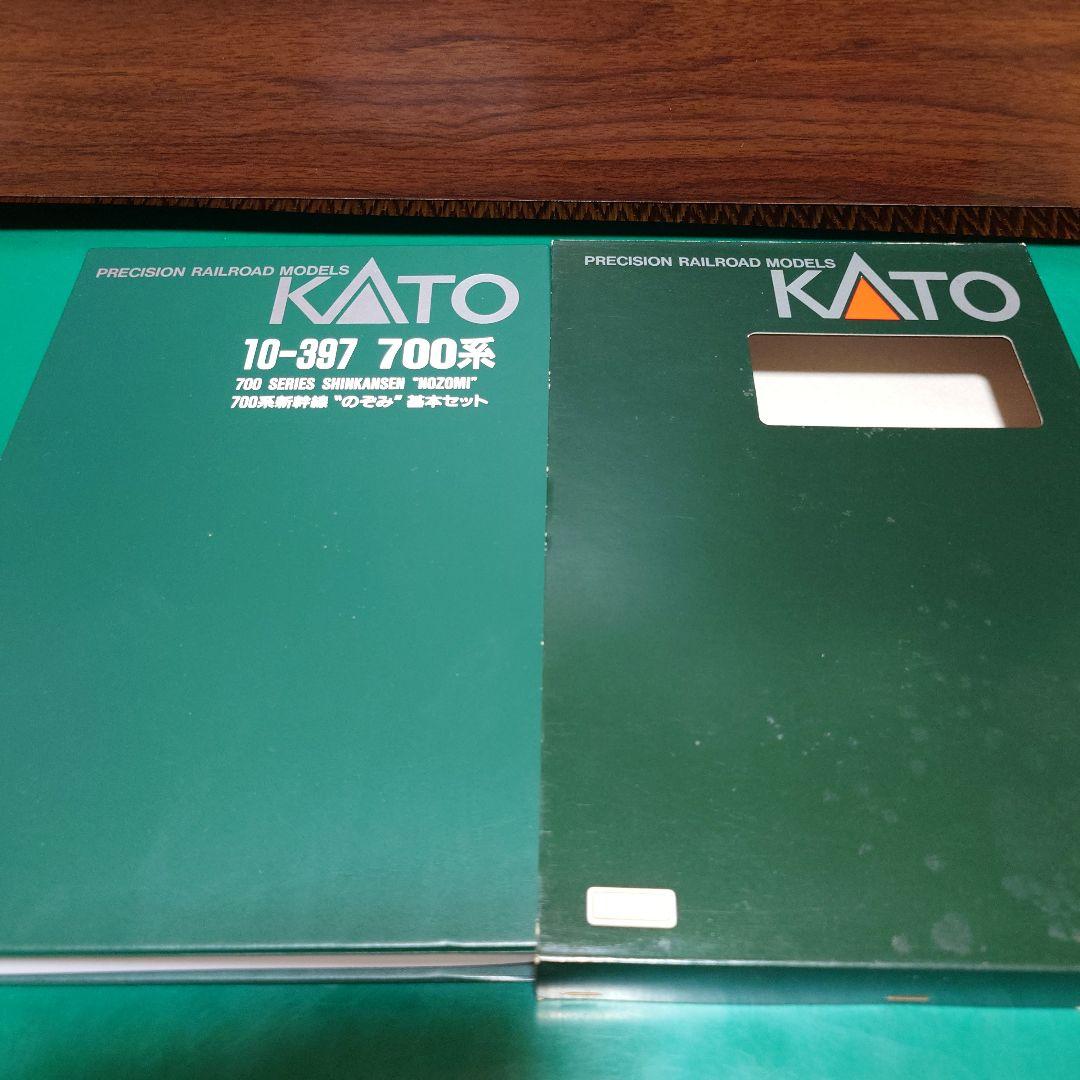 PRECISION RAILROAD MODELS
KATO
10-397 700系
700 SERIES SHINKANSEN "NOZOMI"
700系新幹線 "のぞみ" 基本セット
PRECISION RAILROAD MODELS
KATO